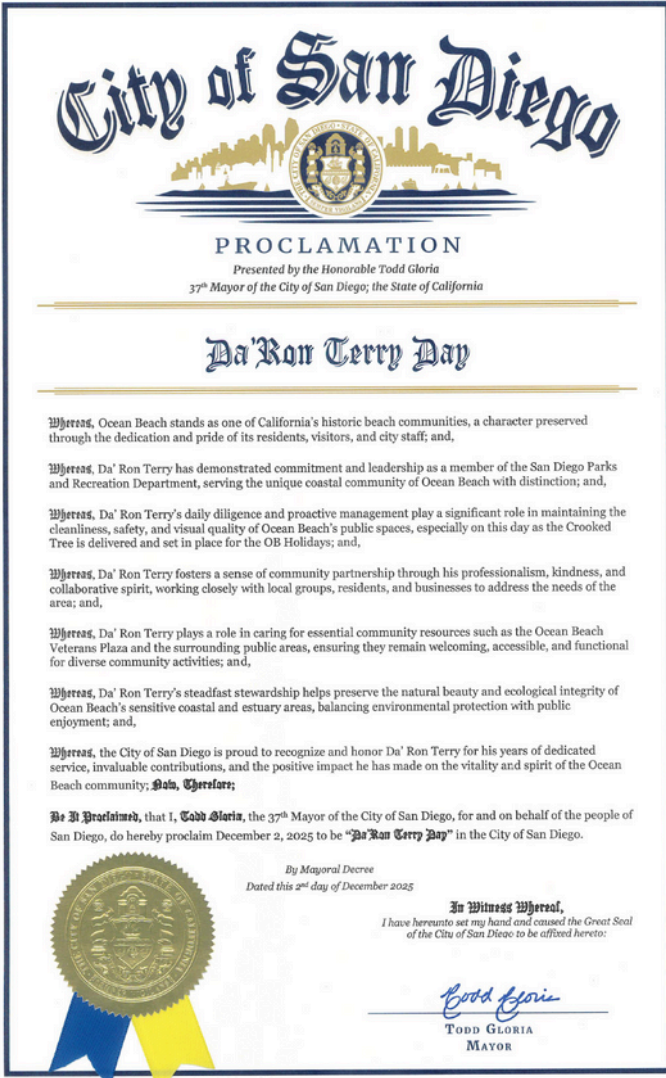 City of San Diego
THE CITY OF SAN DIEGO • STATE OF CALIFORNIA
PROCLAMATION
Presented by the Honorable Todd Gloria
37th Mayor of the City of San Diego; the State of California
Da'Ron Terry Day
Whereas, Ocean Beach stands as one of California's historic beach communities, a character preserved
through the dedication and pride of its residents, visitors, and city staff; and,
Whereas, Da' Ron Terry has demonstrated commitment and leadership as a member of the San Diego Parks
and Recreation Department, serving the unique coastal community of Ocean Beach with distinction; and,
Whereas, Da' Ron Terry's daily diligence and proactive management play a significant role in maintaining the
cleanliness, safety, and visual quality of Ocean Beach's public spaces, especially on this day as the Crooked
Tree is delivered and set in place for the OB Holidays; and,
Whereas, Da' Ron Terry fosters a sense of community partnership through his professionalism, kindness, and
collaborative spirit, working closely with local groups, residents, and businesses to address the needs of the
area; and,
Whereas, Da' Ron Terry plays a role in caring for essential community resources such as the Ocean Beach
Veterans Plaza and the surrounding public areas, ensuring they remain welcoming, accessible, and functional
for diverse community activities; and,
Whereas, Da' Ron Terry's steadfast stewardship helps preserve the natural beauty and ecological integrity of
Ocean Beach's sensitive coastal and estuary areas, balancing environmental protection with public
enjoyment; and,
Whereas, the City of San Diego is proud to recognize and honor Da' Ron Terry for his years of dedicated
service, invaluable contributions, and the positive impact he has made on the vitality and spirit of the Ocean
Beach community; Now, Therefore;
Be It Proclaimed, that I, Todd Gloria, the 37th Mayor of the City of San Diego, for and on behalf of the people of
San Diego, do hereby proclaim December 2, 2025 to be "Da'Ron Terry Day" in the City of San Diego.
By Mayoral Decree
Dated this 2nd day of December 2025
In Witness Whereof,
I have hereunto set my hand and caused the Great Seal
of the City of San Diego to be affixed hereto:
THE CITY OF SAN DIEGO STATE OF CALIFORNIA
Todd Gloria
TODD GLORIA
MAYOR